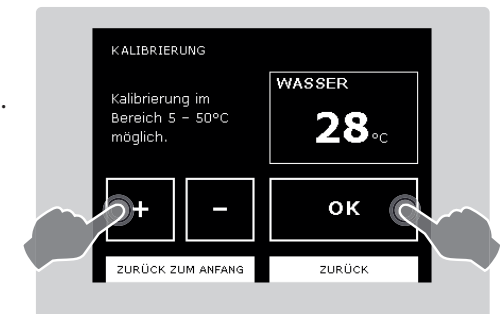 KALIBRIERUNG
Kalibrierung im
Bereich 5 – 50°C
möglich.
WASSER
28°C
+
–
OK
ZURÜCK ZUM ANFANG
ZURÜCK
.